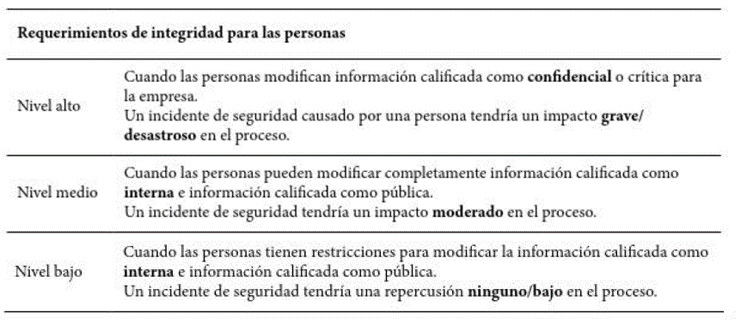 Requerimientos de integridad para las personas
Nivel alto
Cuando las personas modifican información calificada como confidencial o crítica para
la empresa.
Un incidente de seguridad causado por una persona tendría un impacto grave/
desastroso en el proceso.
Nivel medio
Cuando las personas pueden modificar completamente información calificada como
interna e información calificada como pública.
Un incidente de seguridad tendría un impacto moderado en el proceso.
Nivel bajo
Cuando las personas tienen restricciones para modificar la información calificada como
interna e información calificada como pública.
Un incidente de seguridad tendría una repercusión ninguno/bajo en el proceso.